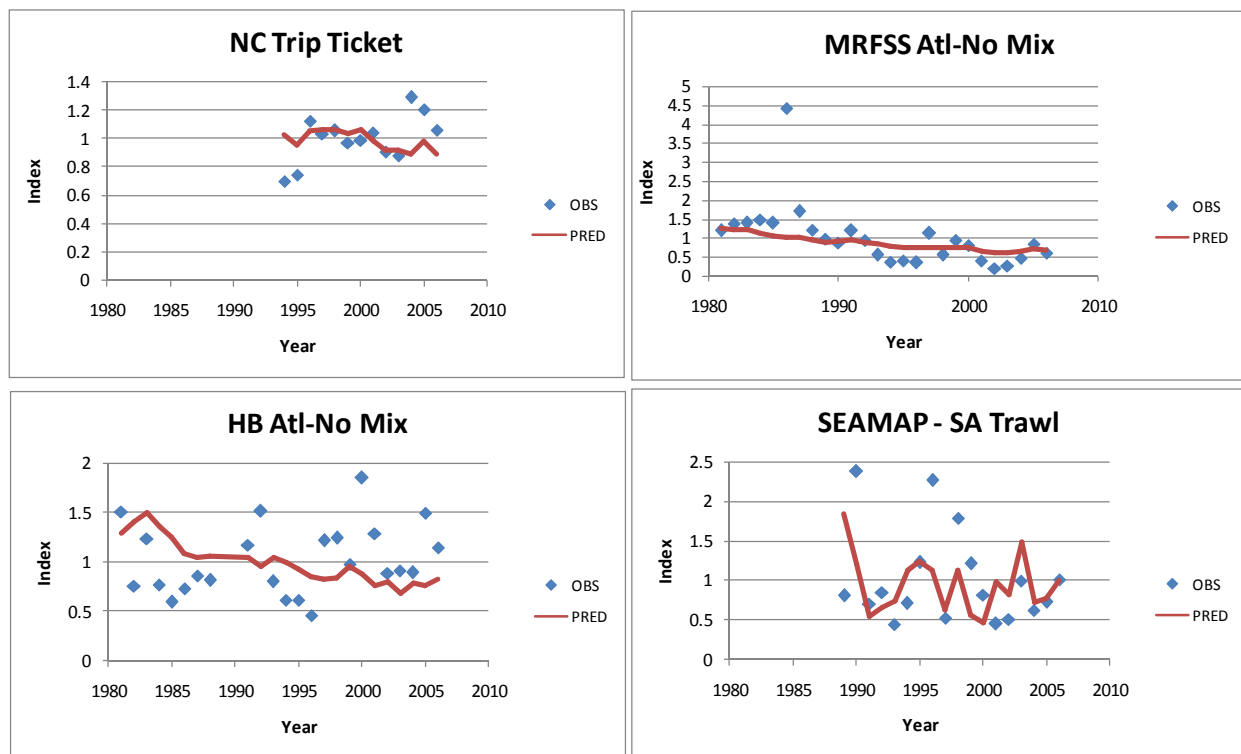 NC Trip Ticket
1.4
1.2
1
0.8
0.6
0.4
0.2
0
Index
1980 1985 1990 1995 2000 2005 2010
Year
OBS
PRED
MRFSS Atl-No Mix
5
4.5
4
3.5
3
2.5
2
1.5
1
0.5
0
Index
1980 1990 2000 2010
Year
OBS
PRED
HB Atl-No Mix
2
1.5
1
0.5
0
Index
1980 1985 1990 1995 2000 2005 2010
Year
OBS
PRED
SEAMAP - SA Trawl
2.5
2
1.5
1
0.5
0
Index
1980 1985 1990 1995 2000 2005 2010
Year
OBS
PRED